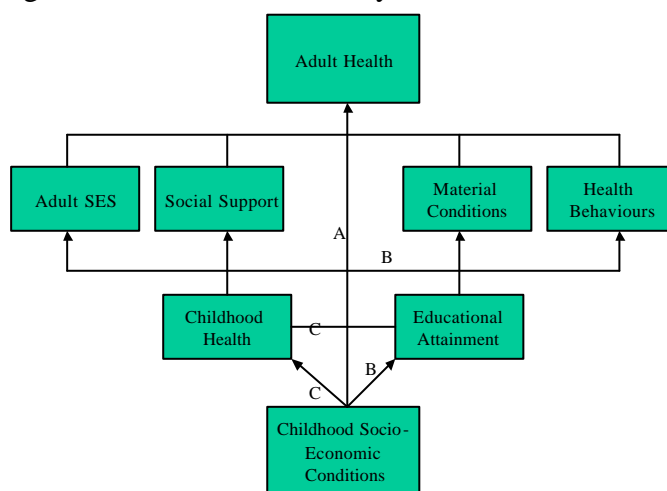 Adult Health
Adult SES
Social Support
Material
Conditions
Health
Behaviours
A
B
Childhood
Health
C
Educational
Attainment
B
C
Childhood Socio-
Economic
Conditions